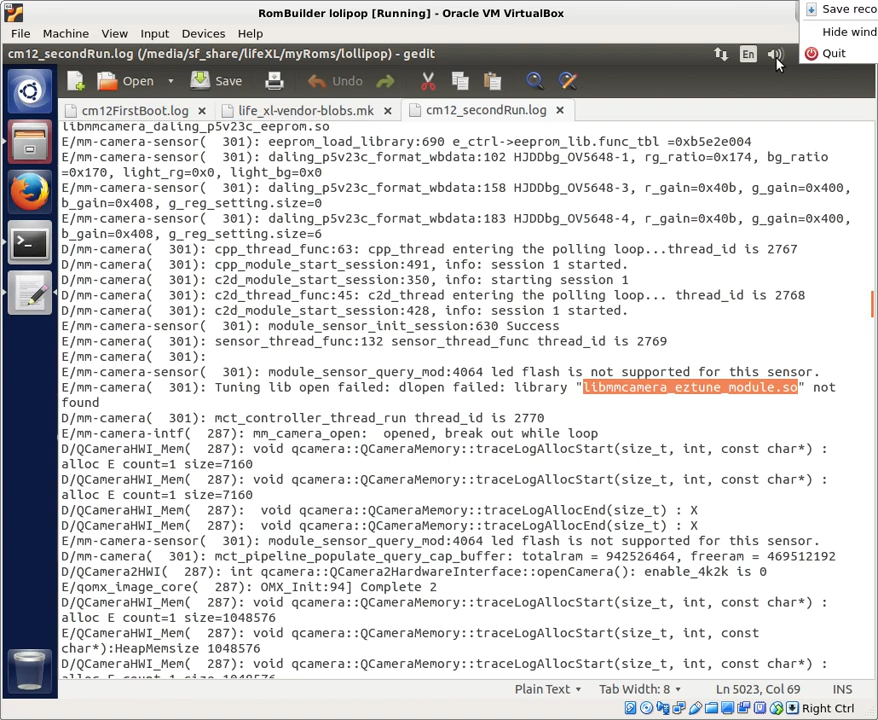 RomBuilder lolipop [Running] - Oracle VM VirtualBox
Save reco
File Machine View Input Devices Help
Hide wind
cm12_secondRun.log (/media/sf_share/lifeXL/myRoms/lollipop) - gedit
En
Quit
Open Save Undo
cm12FirstBoot.log × life_xl-vendor-blobs.mk × cm12_secondRun.log ×
libmmcamera_daling_p5v23c_eeprom.so
E/mm-camera-sensor( 301): eeprom_load_library:690 e_ctrl->eeprom_lib.func_tbl =0xb5e2e004
E/mm-camera-sensor( 301): daling_p5v23c_format_wbdata:102 HJDDbg_OV5648-1, rg_ratio=0x174, bg_ratio
=0x170, light_rg=0x0, light_bg=0x0
E/mm-camera-sensor( 301): daling_p5v23c_format_wbdata:158 HJDDbg_OV5648-3, r_gain=0x40b, g_gain=0x400,
b_gain=0x408, g_reg_setting.size=0
E/mm-camera-sensor( 301): daling_p5v23c_format_wbdata:183 HJDDbg_OV5648-4, r_gain=0x40b, g_gain=0x400,
b_gain=0x408, g_reg_setting.size=6
D/mm-camera( 301): cpp_thread_func:63: cpp_thread entering the polling loop...thread_id is 2767
D/mm-camera( 301): cpp_module_start_session:491, info: session 1 started.
D/mm-camera( 301): c2d_module_start_session:350, info: starting session 1
D/mm-camera( 301): c2d_thread_func:45: c2d_thread entering the polling loop... thread_id is 2768
D/mm-camera( 301): c2d_module_start_session:428, info: session 1 started.
E/mm-camera-sensor( 301): module_sensor_init_session:630 Success
E/mm-camera( 301): sensor_thread_func:132 sensor_thread_func thread_id is 2769
E/mm-camera( 301):
E/mm-camera-sensor( 301): module_sensor_query_mod:4064 led flash is not supported for this sensor.
E/mm-camera( 301): Tuning lib open failed: dlopen failed: library "libmmcamera_eztune_module.so" not
found
D/mm-camera( 301): mct_controller_thread_run thread_id is 2770
E/mm-camera-intf( 287): mm_camera_open:  opened, break out while loop
D/QCameraHWI_Mem( 287): void qcamera::QCameraMemory::traceLogAllocStart(size_t, int, const char*) :
alloc E count=1 size=7160
D/QCameraHWI_Mem( 287): void qcamera::QCameraMemory::traceLogAllocStart(size_t, int, const char*) :
alloc E count=1 size=7160
D/QCameraHWI_Mem( 287):  void qcamera::QCameraMemory::traceLogAllocEnd(size_t) : X
D/QCameraHWI_Mem( 287):  void qcamera::QCameraMemory::traceLogAllocEnd(size_t) : X
E/mm-camera-sensor( 301): module_sensor_query_mod:4064 led flash is not supported for this sensor.
D/mm-camera( 301): mct_pipeline_populate_query_cap_buffer: totalram = 942526464, freeram = 469512192
D/QCamera2HWI( 287): int qcamera::QCamera2HardwareInterface::openCamera(): enable_4k2k is 0
E/qomx_image_core( 287): OMX_Init:94] Complete 2
D/QCameraHWI_Mem( 287): void qcamera::QCameraMemory::traceLogAllocStart(size_t, int, const char*) :
alloc E count=1 size=1048576
D/QCameraHWI_Mem( 287): void qcamera::QCameraMemory::traceLogAllocStart(size_t, int, const
char*):HeapMemsize 1048576
D/QCameraHWI_Mem( 287): void qcamera::QCameraMemory::traceLogAllocStart(size_t, int, const char*) :
alloc E count=1 size=1048576
Plain Text Tab Width: 8 Ln 5023, Col 69 INS
Right Ctrl